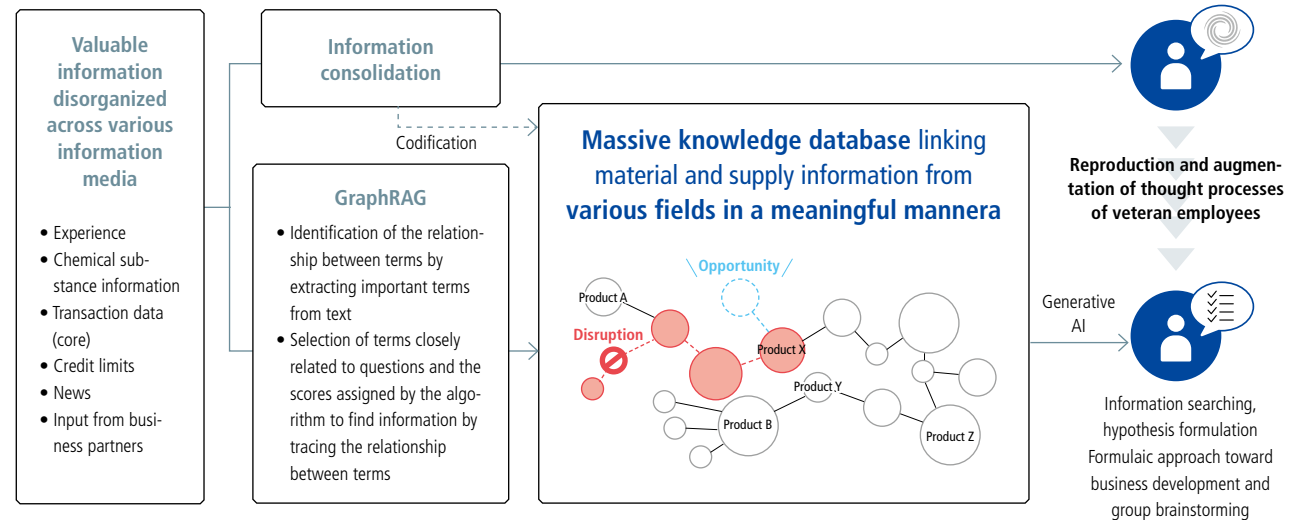 Valuable
information
disorganized
across various
information
media
• Experience
• Chemical sub-
stance information
• Transaction data
(core)
• Credit limits
• News
• Input from busi-
ness partners
Information
consolidation
Codification
GraphRAG
• Identification of the relation-
ship between terms by
extracting important terms
from text
• Selection of terms closely
related to questions and the
scores assigned by the algo-
rithm to find information by
tracing the relationship
between terms
Massive knowledge database linking
material and supply information from
various fields in a meaningful mannera
Opportunity
Product A
Disruption
Product X
Product Y
Product B
Product Z
Generative
AI
Reproduction and augmen-
tation of thought processes
of veteran employees
Information searching,
hypothesis formulation
Formulaic approach toward
business development and
group brainstorming